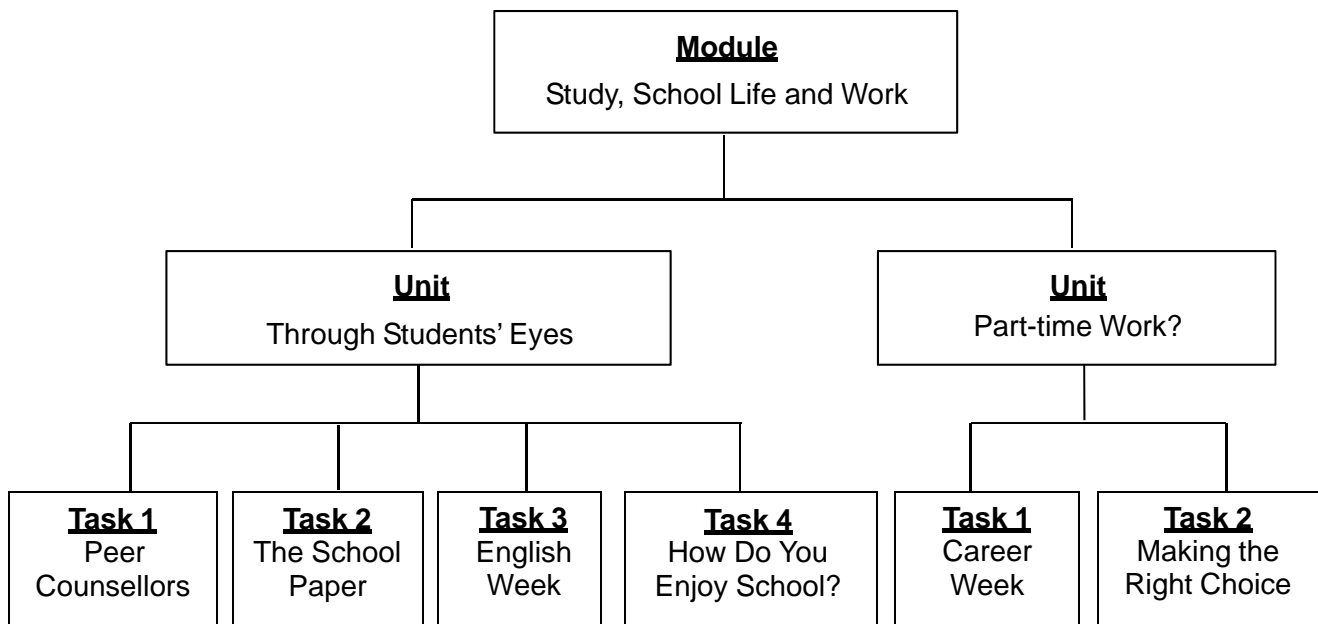 Module
Study, School Life and Work
Unit
Through Students’ Eyes
Unit
Part-time Work?
Task 1
Peer
Counsellors
Task 2
The School
Paper
Task 3
English
Week
Task 4
How Do You
Enjoy School?
Task 1
Career
Week
Task 2
Making the
Right Choice